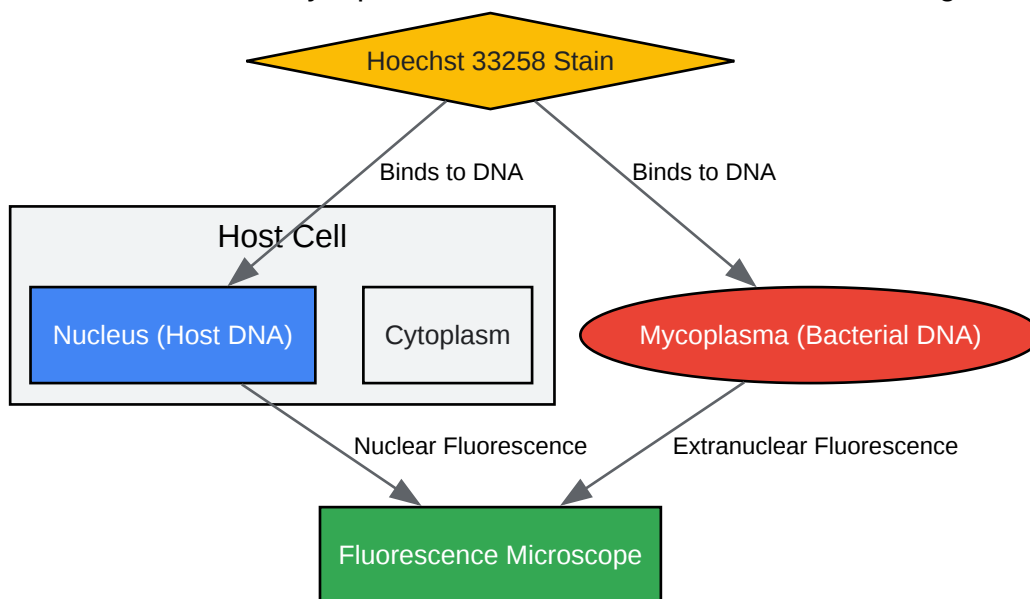 Hoechst 33258 Stain
Binds to DNA
Binds to DNA
Host Cell
Nucleus (Host DNA)
Cytoplasm
Mycoplasma (Bacterial DNA)
Nuclear Fluorescence
Extranuclear Fluorescence
Fluorescence Microscope